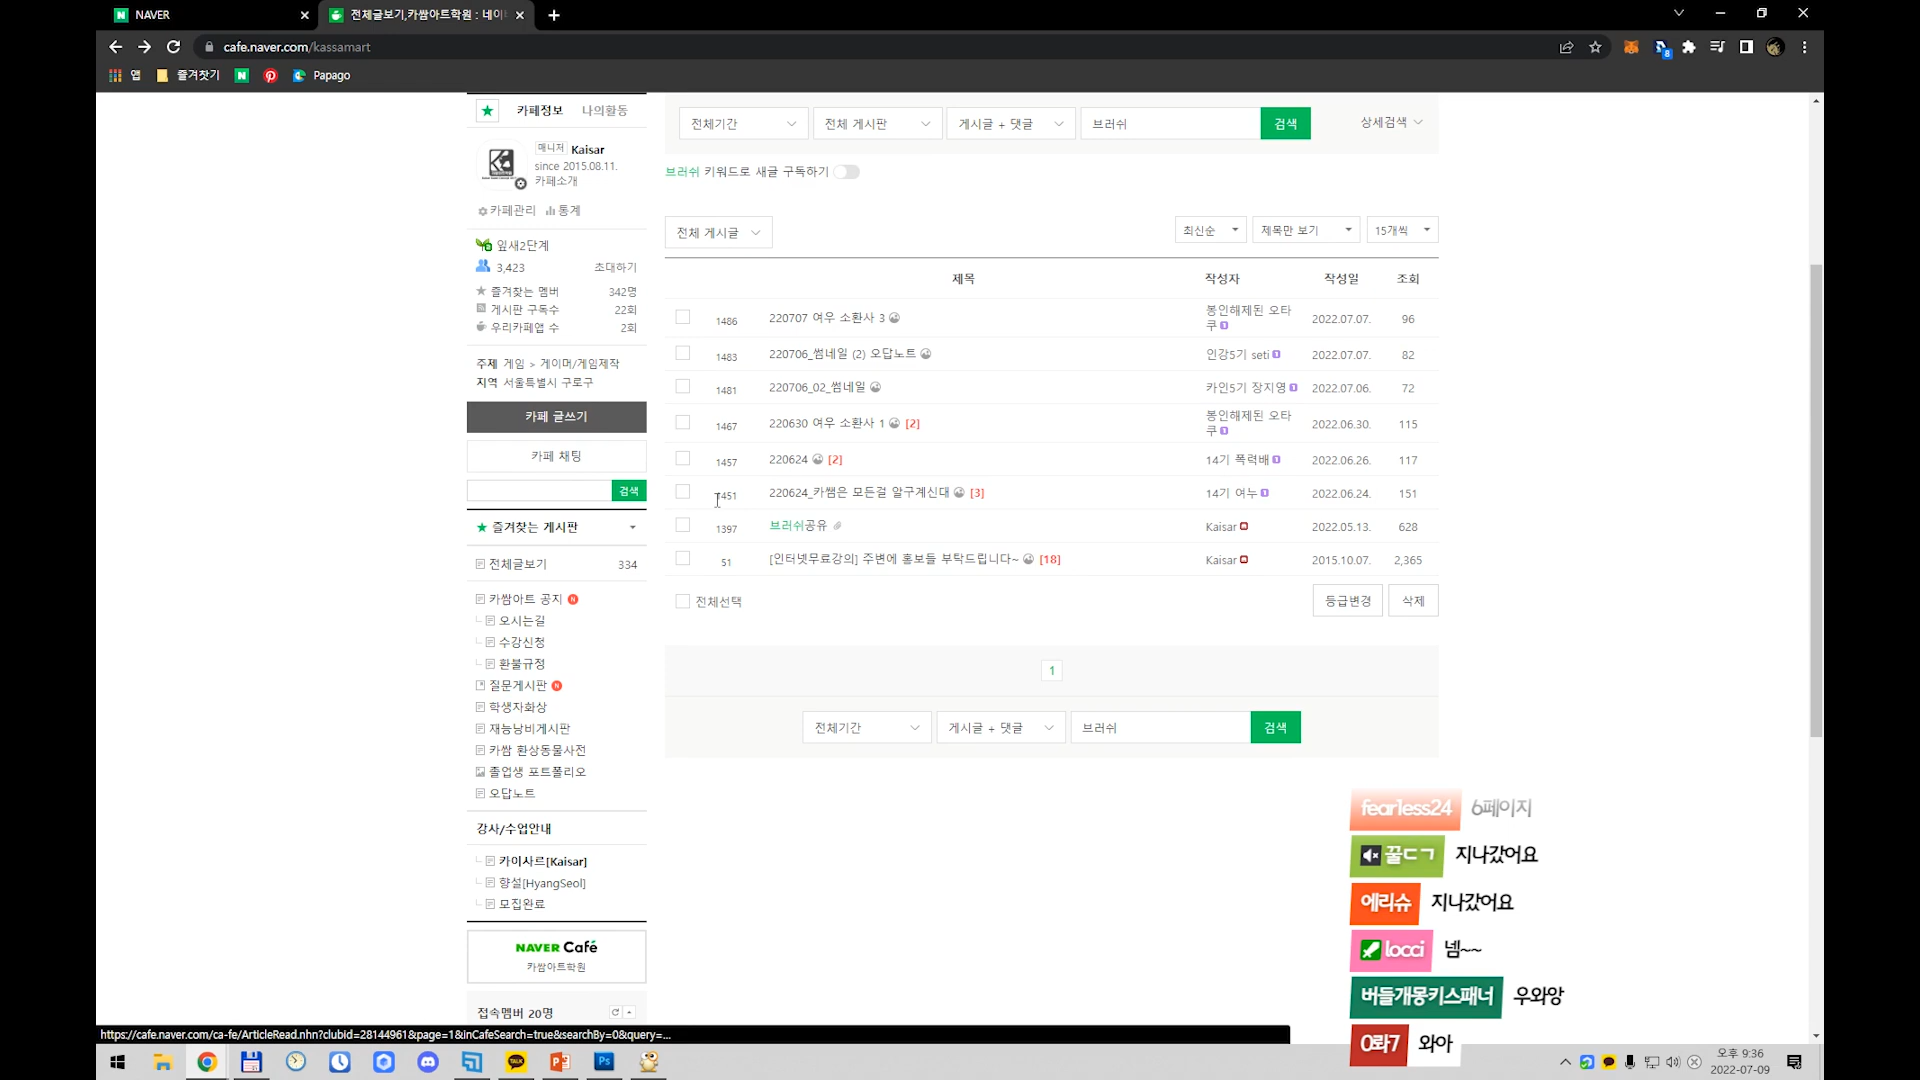 NAVER
전체글보기,카쌈아트학원 : 네이버
cafe.naver.com/kassamart
앱
즐겨찾기
Papago
카페정보
나의활동
매니저 Kaisar
since 2015.08.11.
카페소개
카페관리
통계
잎새2단계
3,423
초대하기
즐겨찾는 멤버 342명
게시판 구독수 22회
우리카페앱 수 2회
주제 게임 > 게이머/게임제작
지역 서울특별시 구로구
카페 글쓰기
카페 채팅
검색
즐겨찾는 게시판
전체글보기 334
카쌈아트 공지
오시는길
수강신청
환불규정
질문게시판
학생자화상
재능낭비게시판
카쌈 환상동물사전
졸업생 포트폴리오
오답노트
강사/수업안내
카이사르[Kaisar]
향설[HyangSeol]
모집완료
NAVER Café
카쌈아트학원
접속멤버 20명
전체기간
전체 게시판
게시글 + 댓글
브러쉬
검색
상세검색
브러쉬 키워드로 새글 구독하기
전체 게시글
최신순
제목만 보기
15개씩
제목 작성자 작성일 조회
1486 220707 여우 소환사 3 봉인해제된 오타쿠 2022.07.07. 96
1483 220706_썸네일 (2) 오답노트 인강5기 seti 2022.07.07. 82
1481 220706_02_썸네일 카인5기 장지영 2022.07.06. 72
1467 220630 여우 소환사 1 [2] 봉인해제된 오타쿠 2022.06.30. 115
1457 220624 [2] 14기 폭력배 2022.06.26. 117
1451 220624_카쌤은 모든걸 알구계신대 [3] 14기 여누 2022.06.24. 151
1397 브러쉬공유 Kaisar 2022.05.13. 628
51 [인터넷무료강의] 주변에 홍보들 부탁드립니다~ [18] Kaisar 2015.10.07. 2,365
전체선택
등급변경
삭제
1
전체기간
게시글 + 댓글
브러쉬
검색
fearless24 6페이지
꿀ㄷㄱ 지나갔어요
에리슈 지나갔어요
locci 넴~~
버들개몽키스패너 우와앙
0롸7 와아
https://cafe.naver.com/ca-fe/ArticleRead.nhn?clubid=28144961&page=1&inCafeSearch=true&searchBy=0&query=...
오후 9:36
2022-07-09